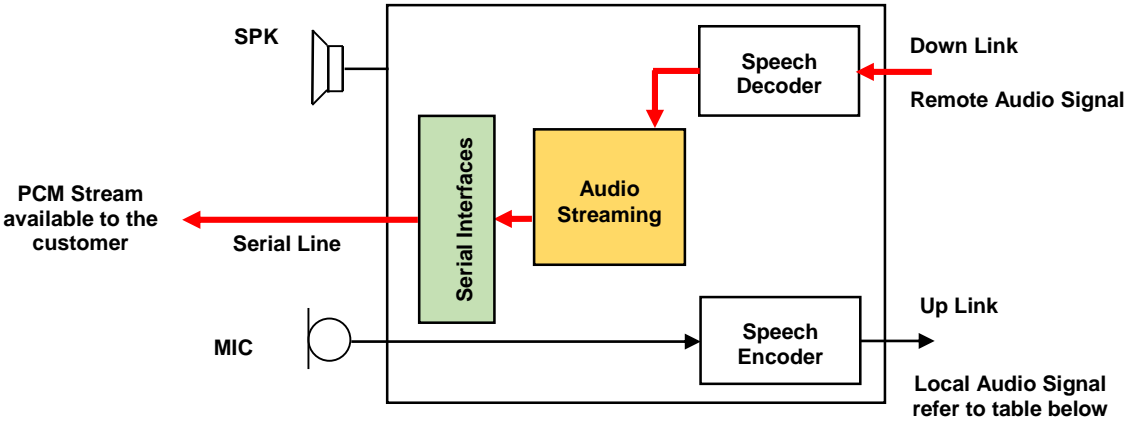 SPK
Speech
Decoder
Down Link
Remote Audio Signal
Serial Interfaces
Audio
Streaming
PCM Stream
available to the
customer
Serial Line
MIC
Speech
Encoder
Up Link
Local Audio Signal
refer to table below